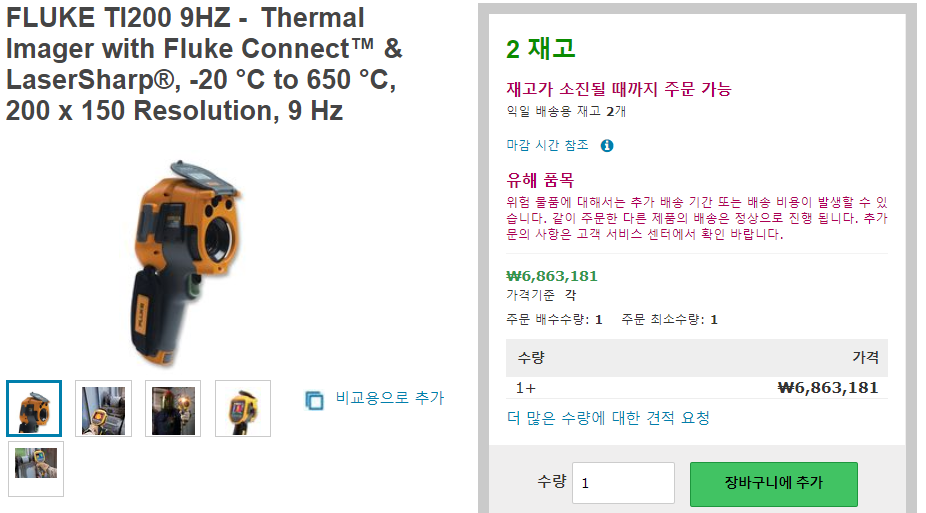 FLUKE TI200 9HZ - Thermal
Imager with Fluke Connect™ &
LaserSharp®, -20 °C to 650 °C,
200 x 150 Resolution, 9 Hz
FLUKE
비교용으로 추가
2 재고
재고가 소진될 때까지 주문 가능
익일 배송용 재고 2개
마감 시간 참조
유해 품목
위험 물품에 대해서는 추가 배송 기간 또는 배송 비용이 발생할 수 있
습니다. 같이 주문한 다른 제품의 배송은 정상으로 진행 됩니다. 추가
문의 사항은 고객 서비스 센터에서 확인 바랍니다.
₩6,863,181
가격기준 각
주문 배수수량: 1 주문 최소수량: 1
수량 가격
1+ ₩6,863,181
더 많은 수량에 대한 견적 요청
수량 1 장바구니에 추가